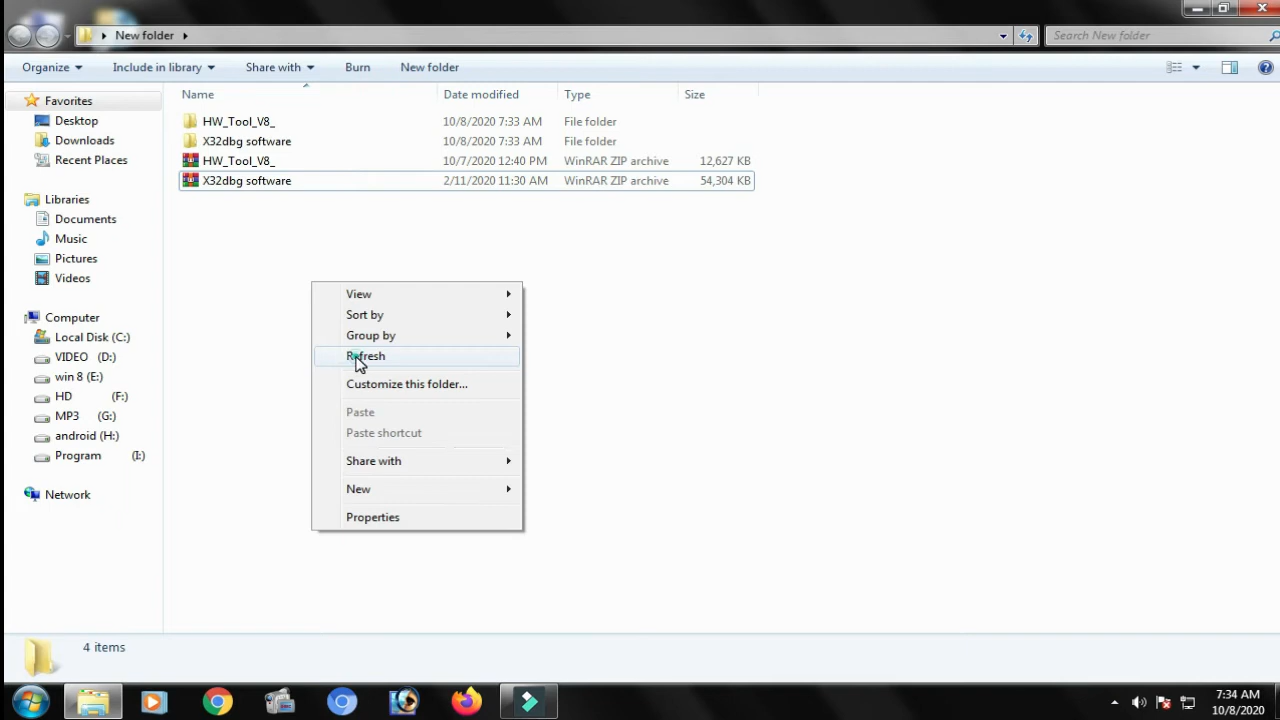 New folder
Search New folder
Organize
Include in library
Share with
Burn
New folder
Name
Date modified
Type
Size
Favorites
Desktop
Downloads
Recent Places
Libraries
Documents
Music
Pictures
Videos
Computer
Local Disk (C:)
VIDEO (D:)
win 8 (E:)
HD (F:)
MP3 (G:)
android (H:)
Program (I:)
Network
HW_Tool_V8_ 10/8/2020 7:33 AM File folder
X32dbg software 10/8/2020 7:33 AM File folder
HW_Tool_V8_ 10/7/2020 12:40 PM WinRAR ZIP archive 12,627 KB
X32dbg software 2/11/2020 11:30 AM WinRAR ZIP archive 54,304 KB
View
Sort by
Group by
Refresh
Customize this folder...
Paste
Paste shortcut
Share with
New
Properties
4 items
7:34 AM
10/8/2020